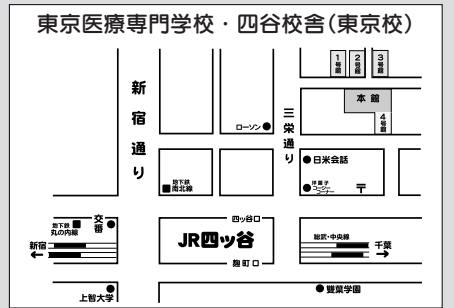 東京医療専門学校・四谷校舎(東京校)
1号館
2号館
3号館
本館
4号館
新宿通り
三栄通り
ローソン
日米会話
洋菓子
コージー
コーナー
〒
地下鉄
南北線
地下鉄
丸の内線
交番
四ッ谷口
JR四ッ谷
麹町口
総武・中央線
新宿
←
千葉
→
上智大学
雙葉学園